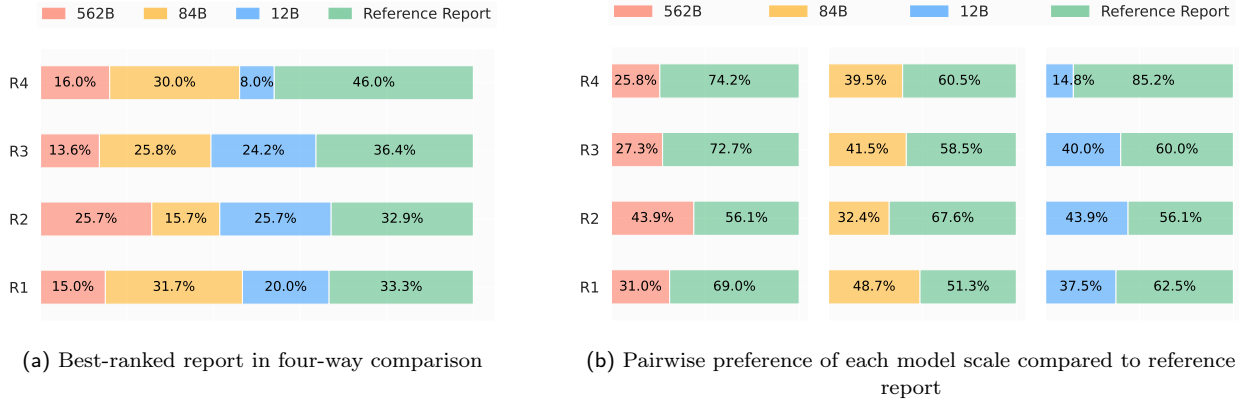 562B 84B 12B Reference Report
R4 16.0% 30.0% 8.0% 46.0%
R3 13.6% 25.8% 24.2% 36.4%
R2 25.7% 15.7% 25.7% 32.9%
R1 15.0% 31.7% 20.0% 33.3%
(a) Best-ranked report in four-way comparison
562B 84B 12B Reference Report
R4 25.8% 74.2% 39.5% 60.5% 14.8% 85.2%
R3 27.3% 72.7% 41.5% 58.5% 40.0% 60.0%
R2 43.9% 56.1% 32.4% 67.6% 43.9% 56.1%
R1 31.0% 69.0% 48.7% 51.3% 37.5% 62.5%
(b) Pairwise preference of each model scale compared to reference
report